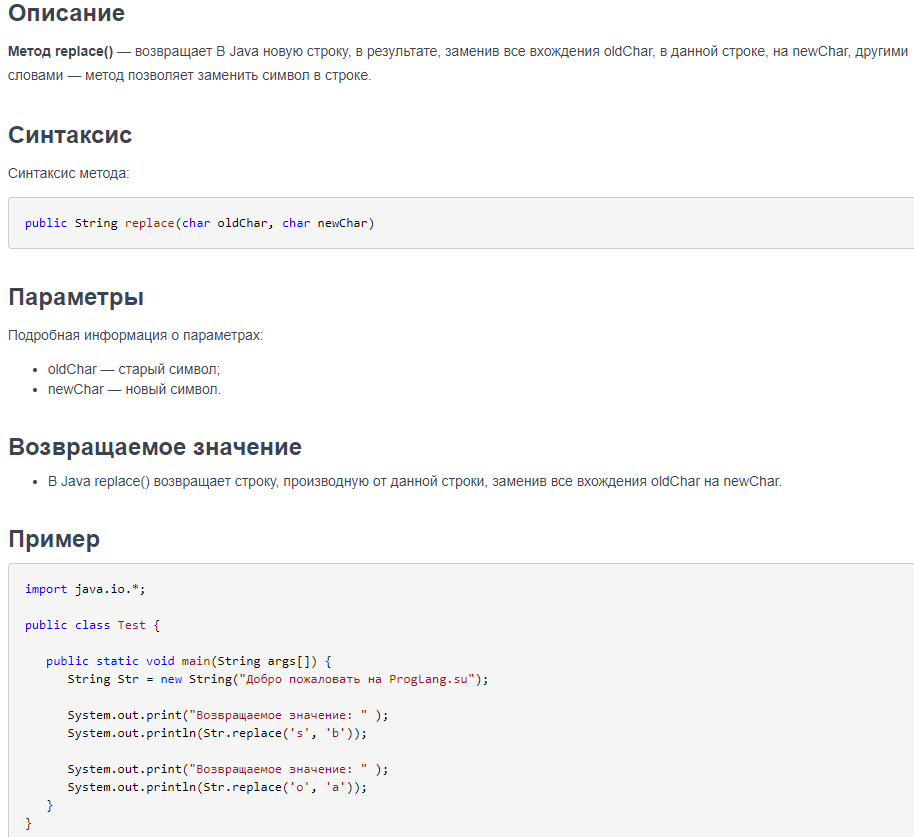 Описание
Метод replace() — возвращает В Java новую строку, в результате, заменив все вхождения oldChar, в данной строке, на newChar, другими
словами — метод позволяет заменить символ в строке.
Синтаксис
Синтаксис метода:
public String replace(char oldChar, char newChar)
Параметры
Подробная информация о параметрах:
• oldChar — старый символ;
• newChar — новый символ.
Возвращаемое значение
• В Java replace() возвращает строку, производную от данной строки, заменив все вхождения oldChar на newChar.
Пример
import java.io.*;
public class Test {
public static void main(String args[]) {
String Str = new String("Добро пожаловать на ProgLang.su");
System.out.print("Возвращаемое значение: " );
System.out.println(Str.replace('s', 'b'));
System.out.print("Возвращаемое значение: " );
System.out.println(Str.replace('o', 'a'));
}
}